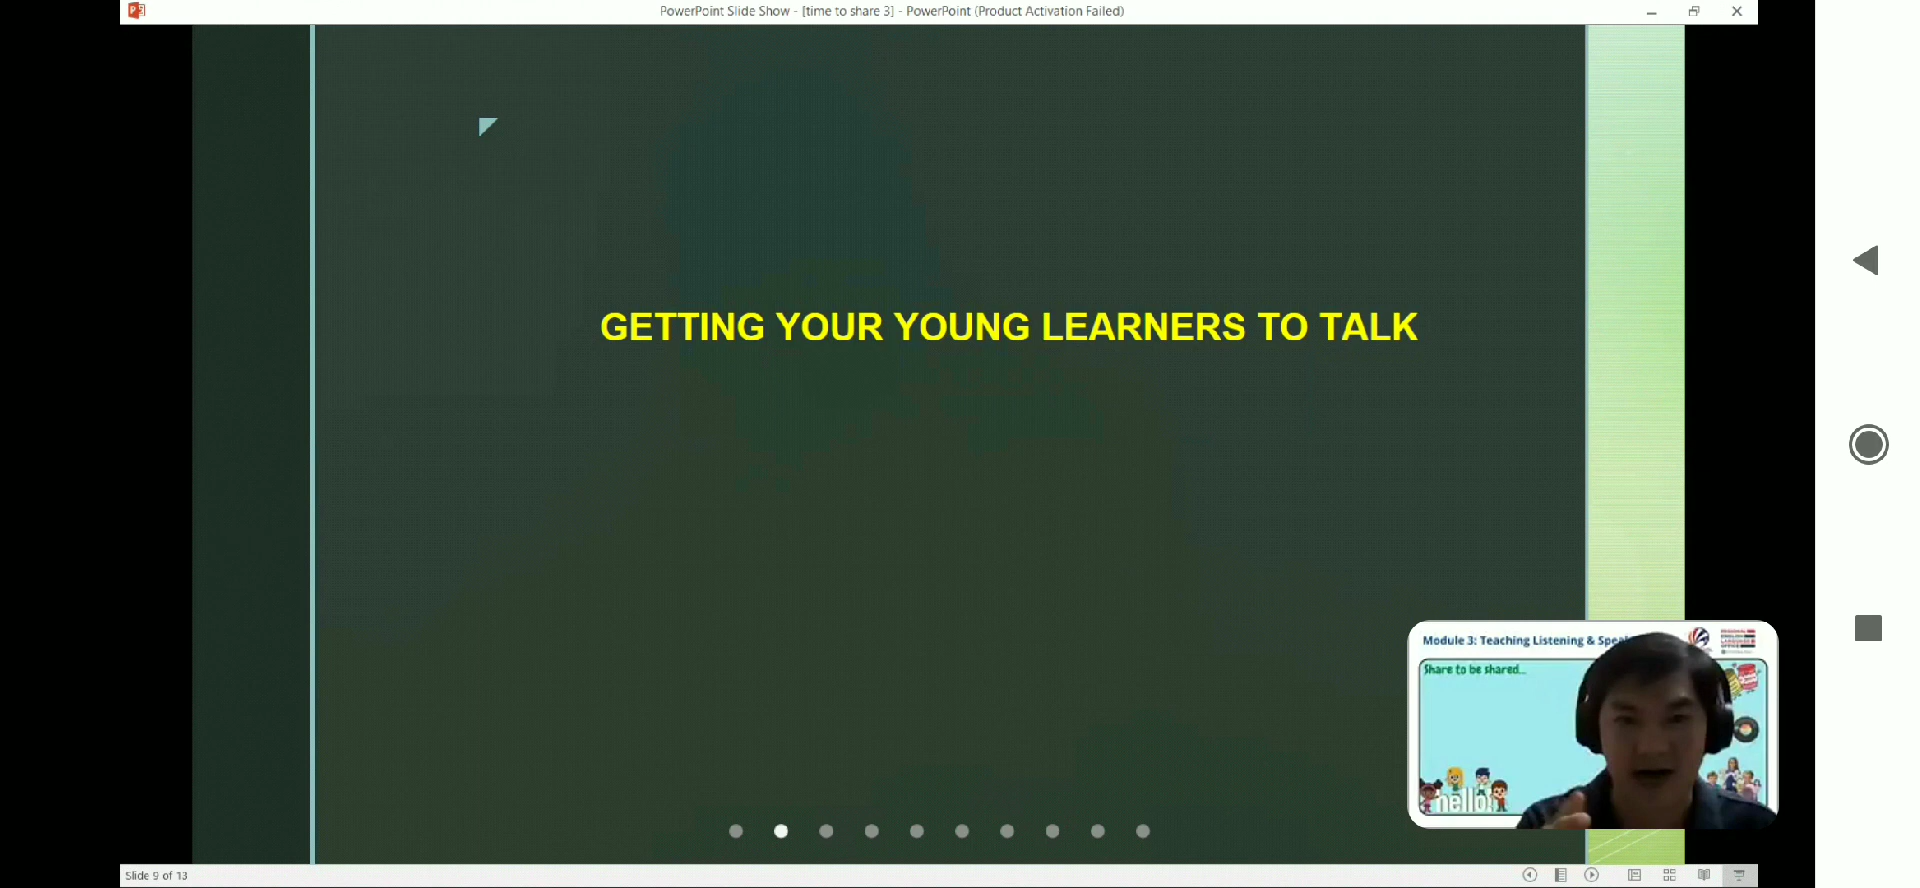 PowerPoint Slide Show - [time to share 3] - PowerPoint (Product Activation Failed)
GETTING YOUR YOUNG LEARNERS TO TALK
Module 3: Teaching Listening &
Share to be shared...
hello!
Slide 9 of 13